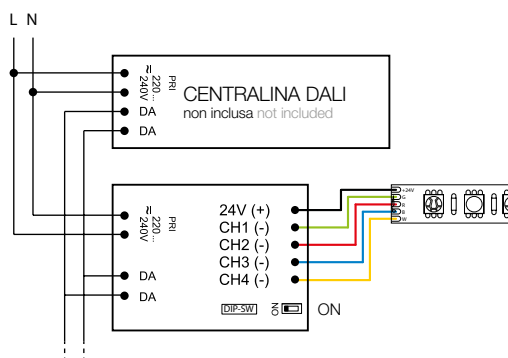 L N
≈ 220... 240V
PRI
DA
DA
CENTRALINA DALI
non inclusa not included
≈ 220... 240V
PRI
DA
DA
24V (+)
CH1 (-)
CH2 (-)
CH3 (-)
CH4 (-)
DIP-SW
ON
ON
+24V
G
R
B
W